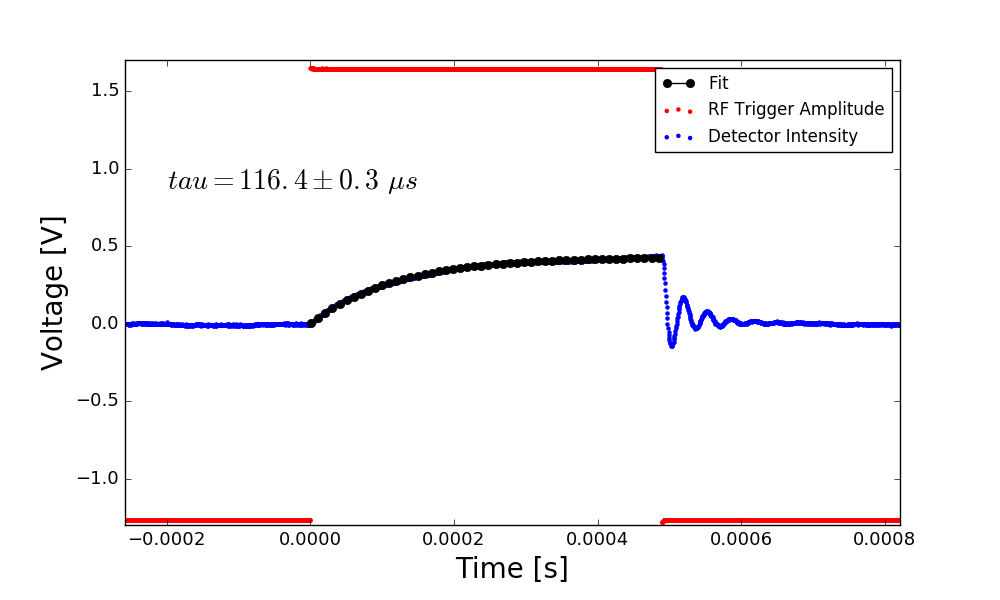 Fit
RF Trigger Amplitude
Detector Intensity
tau = 116.4 ± 0.3 μs
Voltage [V]
1.5
1.0
0.5
0.0
−0.5
−1.0
−0.0002 0.0000 0.0002 0.0004 0.0006 0.0008
Time [s]